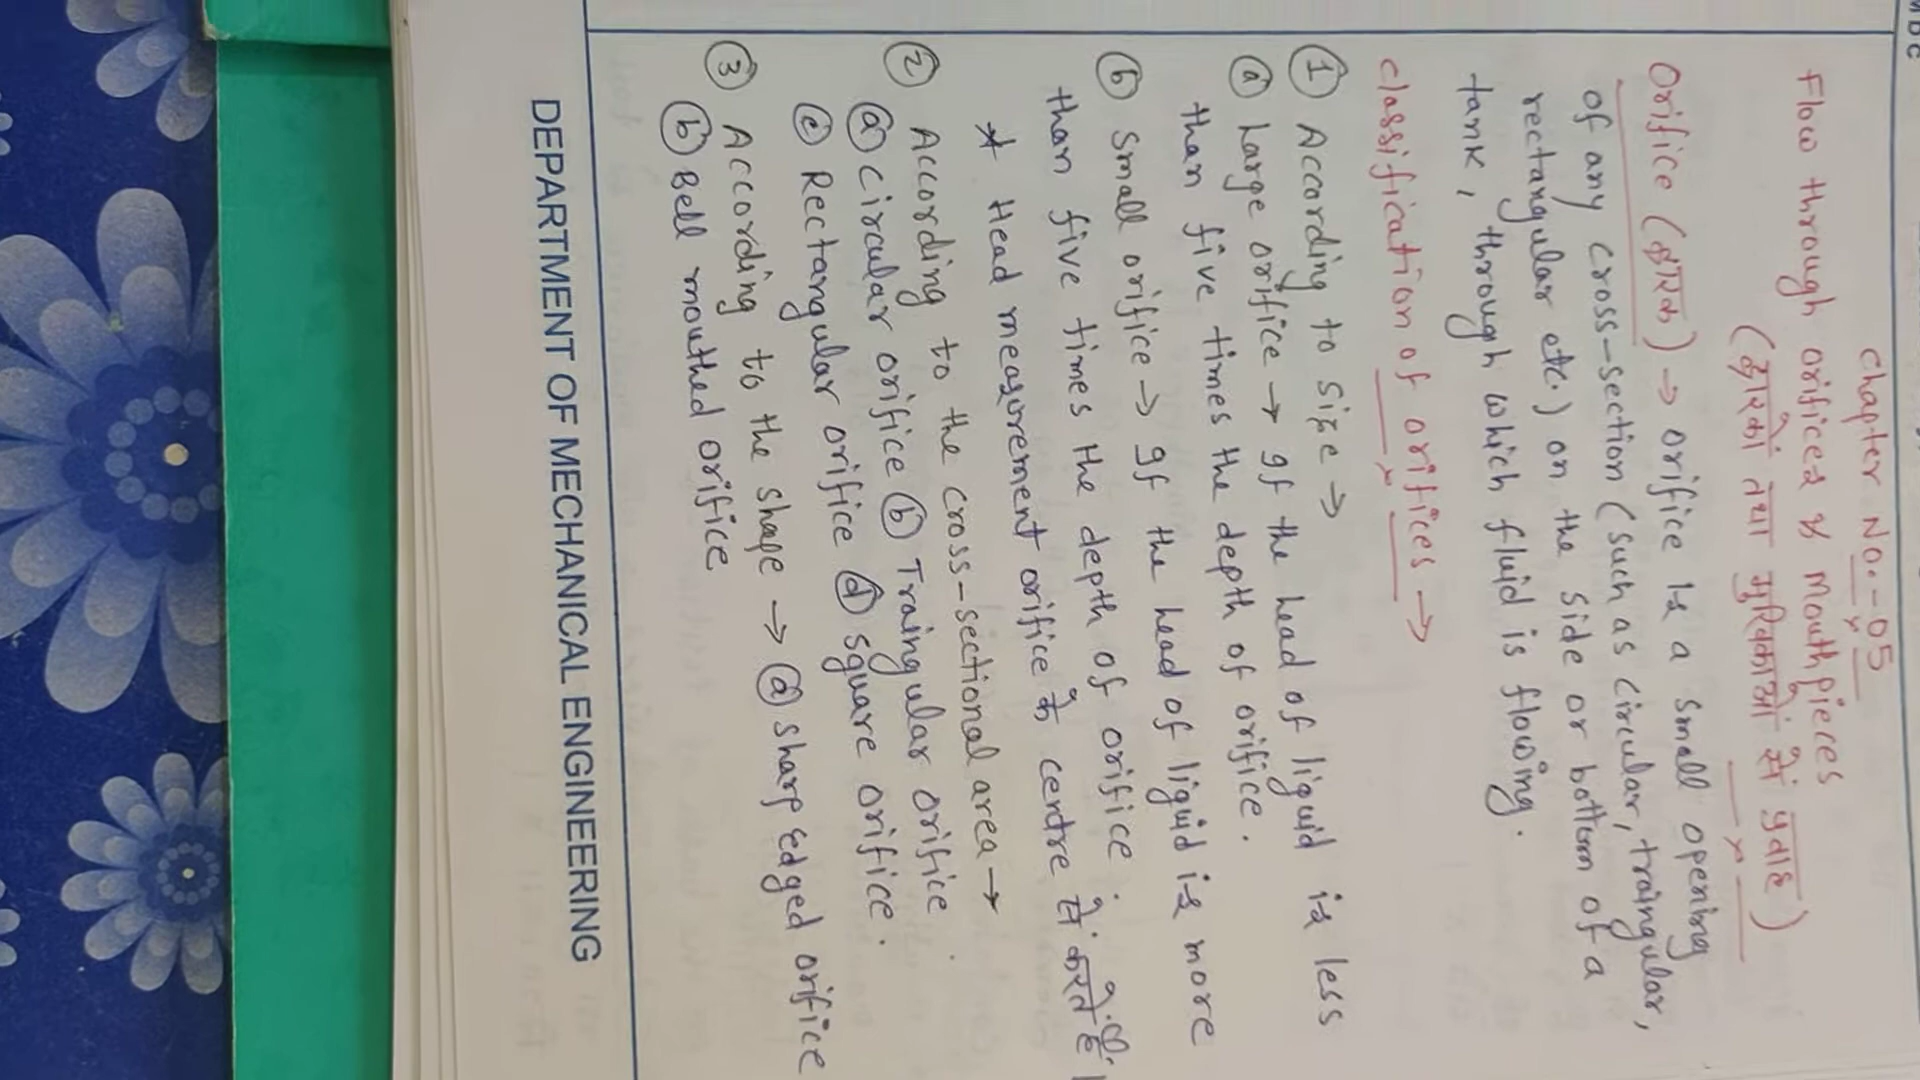 Chapter No.-05
Flow through orifices & Mouthpieces
(द्वारकों तथा मुखिकाओं से प्रवाह)
Orifice (द्वारक) → orifice is a small opening
of any cross-section (such as circular, traingular,
rectangular etc.) on the side or bottom of a
tank, through which fluid is flowing.
Classification of orifices →
① According to size →
ⓐ Large orifice → If the head of liquid is less
than five times the depth of orifice.
ⓑ Small orifice → If the head of liquid is more
than five times the depth of orifice.
* Head measurement orifice के centre से करते हैं।
② According to the cross-sectional area →
ⓐ circular orifice ⓑ Traingular orifice
ⓒ Rectangular orifice ⓓ square orifice.
③ According to the shape → ⓐ sharp edged orifice
ⓑ Bell mouthed orifice
DEPARTMENT OF MECHANICAL ENGINEERING